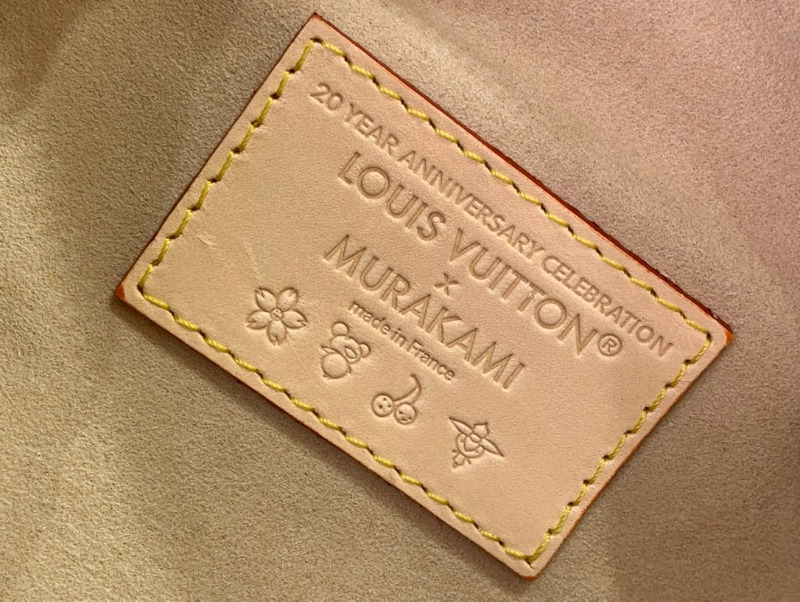 20 YEAR ANNIVERSARY CELEBRATION
LOUIS VUITTON®
x
MURAKAMI
made in France